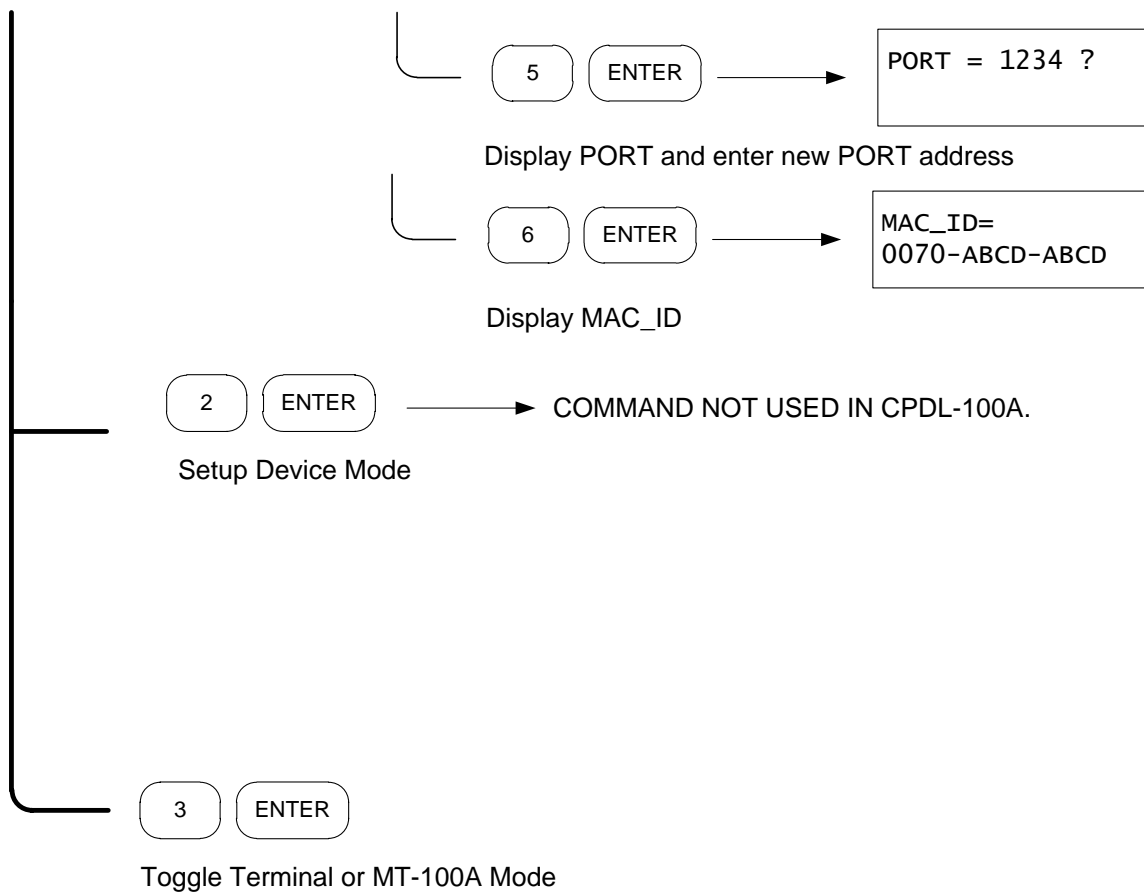 5 ENTER PORT = 1234 ?
Display PORT and enter new PORT address
6 ENTER MAC_ID=
0070-ABCD-ABCD
Display MAC_ID
2 ENTER COMMAND NOT USED IN CPDL-100A.
Setup Device Mode
3 ENTER
Toggle Terminal or MT-100A Mode